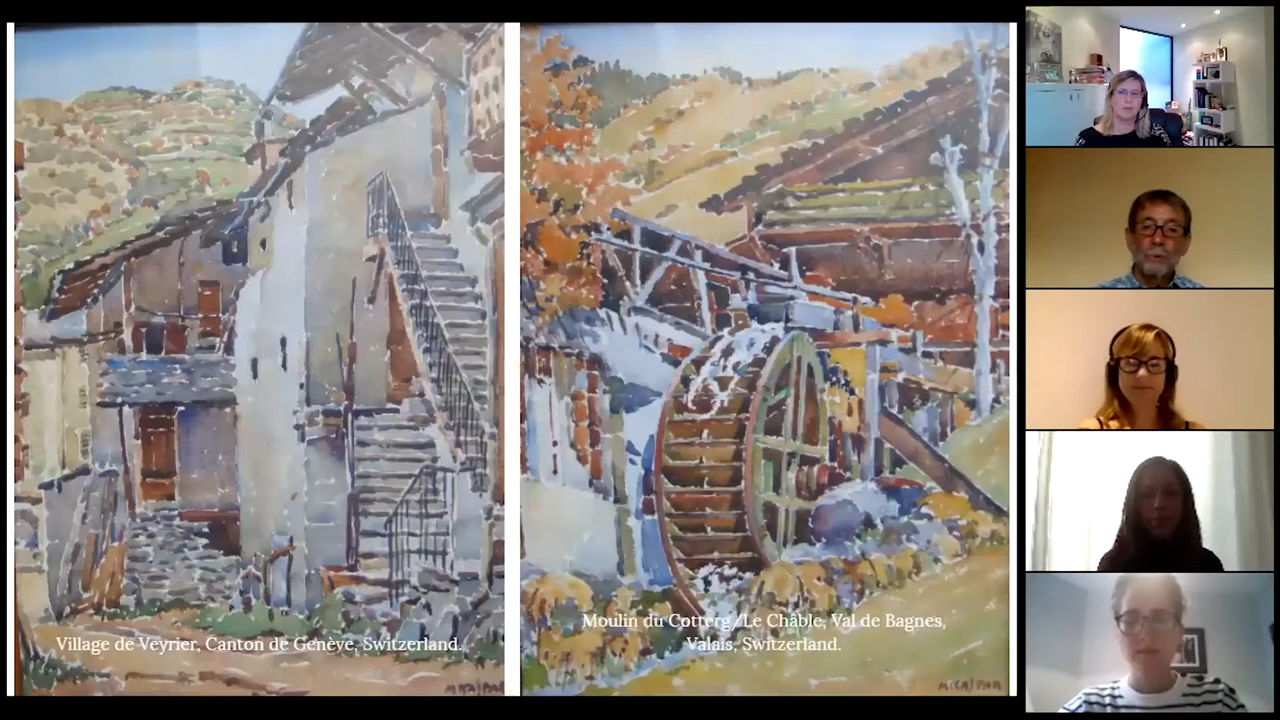 Village de Veyrier, Canton de Genève, Switzerland.
Moulin du Cotterg/Le Châble, Val de Bagnes,
Valais, Switzerland.